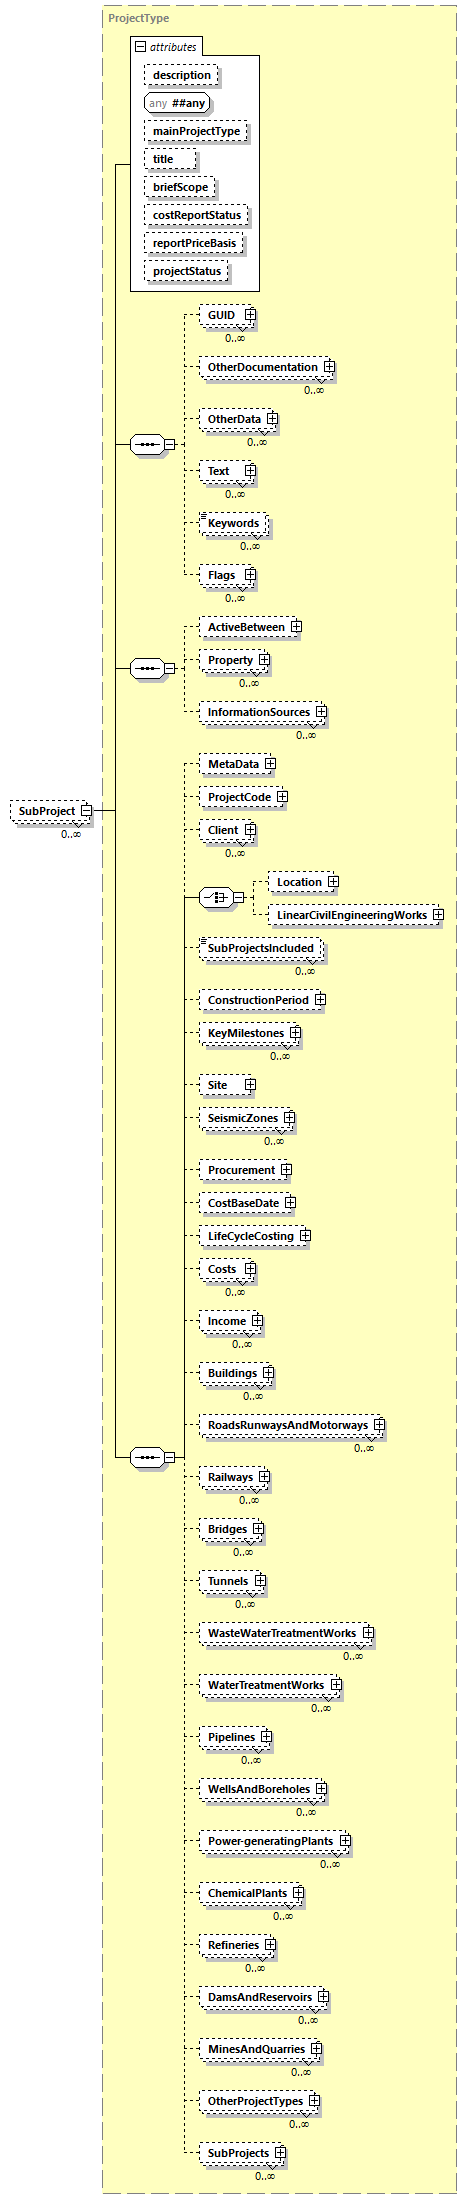 ProjectType
attributes
description
any ##any
mainProjectType
title
briefScope
costReportStatus
reportPriceBasis
projectStatus
GUID
0..∞
OtherDocumentation
0..∞
OtherData
0..∞
Text
0..∞
Keywords
0..∞
Flags
0..∞
ActiveBetween
Property
0..∞
InformationSources
0..∞
MetaData
ProjectCode
SubProject
Client
0..∞
0..∞
Location
LinearCivilEngineeringWorks
SubProjectsIncluded
0..∞
ConstructionPeriod
KeyMilestones
0..∞
Site
SeismicZones
0..∞
Procurement
CostBaseDate
LifeCycleCosting
Costs
0..∞
Income
0..∞
Buildings
0..∞
RoadsRunwaysAndMotorways
0..∞
Railways
0..∞
Bridges
0..∞
Tunnels
0..∞
WasteWaterTreatmentWorks
0..∞
WaterTreatmentWorks
0..∞
Pipelines
0..∞
WellsAndBoreholes
0..∞
Power-generatingPlants
0..∞
ChemicalPlants
0..∞
Refineries
0..∞
DamsAndReservoirs
0..∞
MinesAndQuarries
0..∞
OtherProjectTypes
0..∞
SubProjects
0..∞